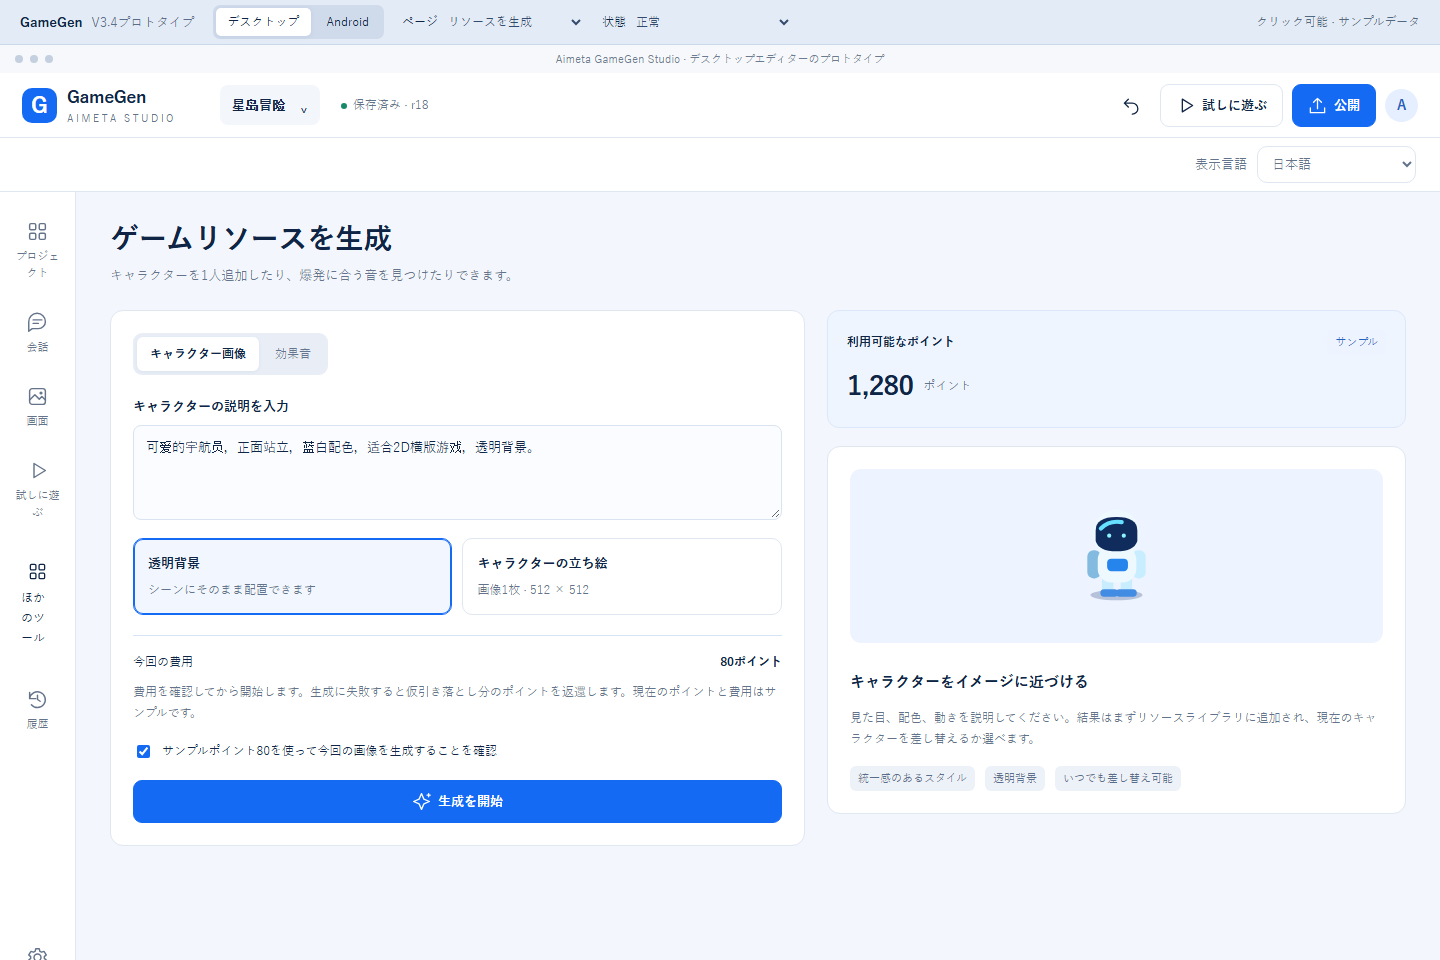 GameGen V3.4プロトタイプ デスクトップ Android ページ リソースを生成 状態 正常 クリック可能 · サンプルデータ
Aimeta GameGen Studio · デスクトップエディターのプロトタイプ
G GameGen
AIMETA STUDIO
星岛冒险
保存済み · r18
試しに遊ぶ
公開
A
表示言語 日本語
プロジェ
クト
会話
画面
試しに遊
ぶ
ほか
のツ
ール
履歴
ゲームリソースを生成
キャラクターを1人追加したり、爆発に合う音を見つけたりできます。
キャラクター画像 効果音
キャラクターの説明を入力
可爱的宇航员，正面站立，蓝白配色，适合2D横版游戏，透明背景。
透明背景
シーンにそのまま配置できます
キャラクターの立ち絵
画像1枚 · 512 × 512
今回の費用 80ポイント
費用を確認してから開始します。生成に失敗すると仮引き落とし分のポイントを返還します。現在のポイントと費用はサ
ンプルです。
サンプルポイント80を使って今回の画像を生成することを確認
生成を開始
利用可能なポイント サンプル
1,280 ポイント
キャラクターをイメージに近づける
見た目、配色、動きを説明してください。結果はまずリソースライブラリに追加され、現在のキャ
ラクターを差し替えるか選べます。
統一感のあるスタイル 透明背景 いつでも差し替え可能